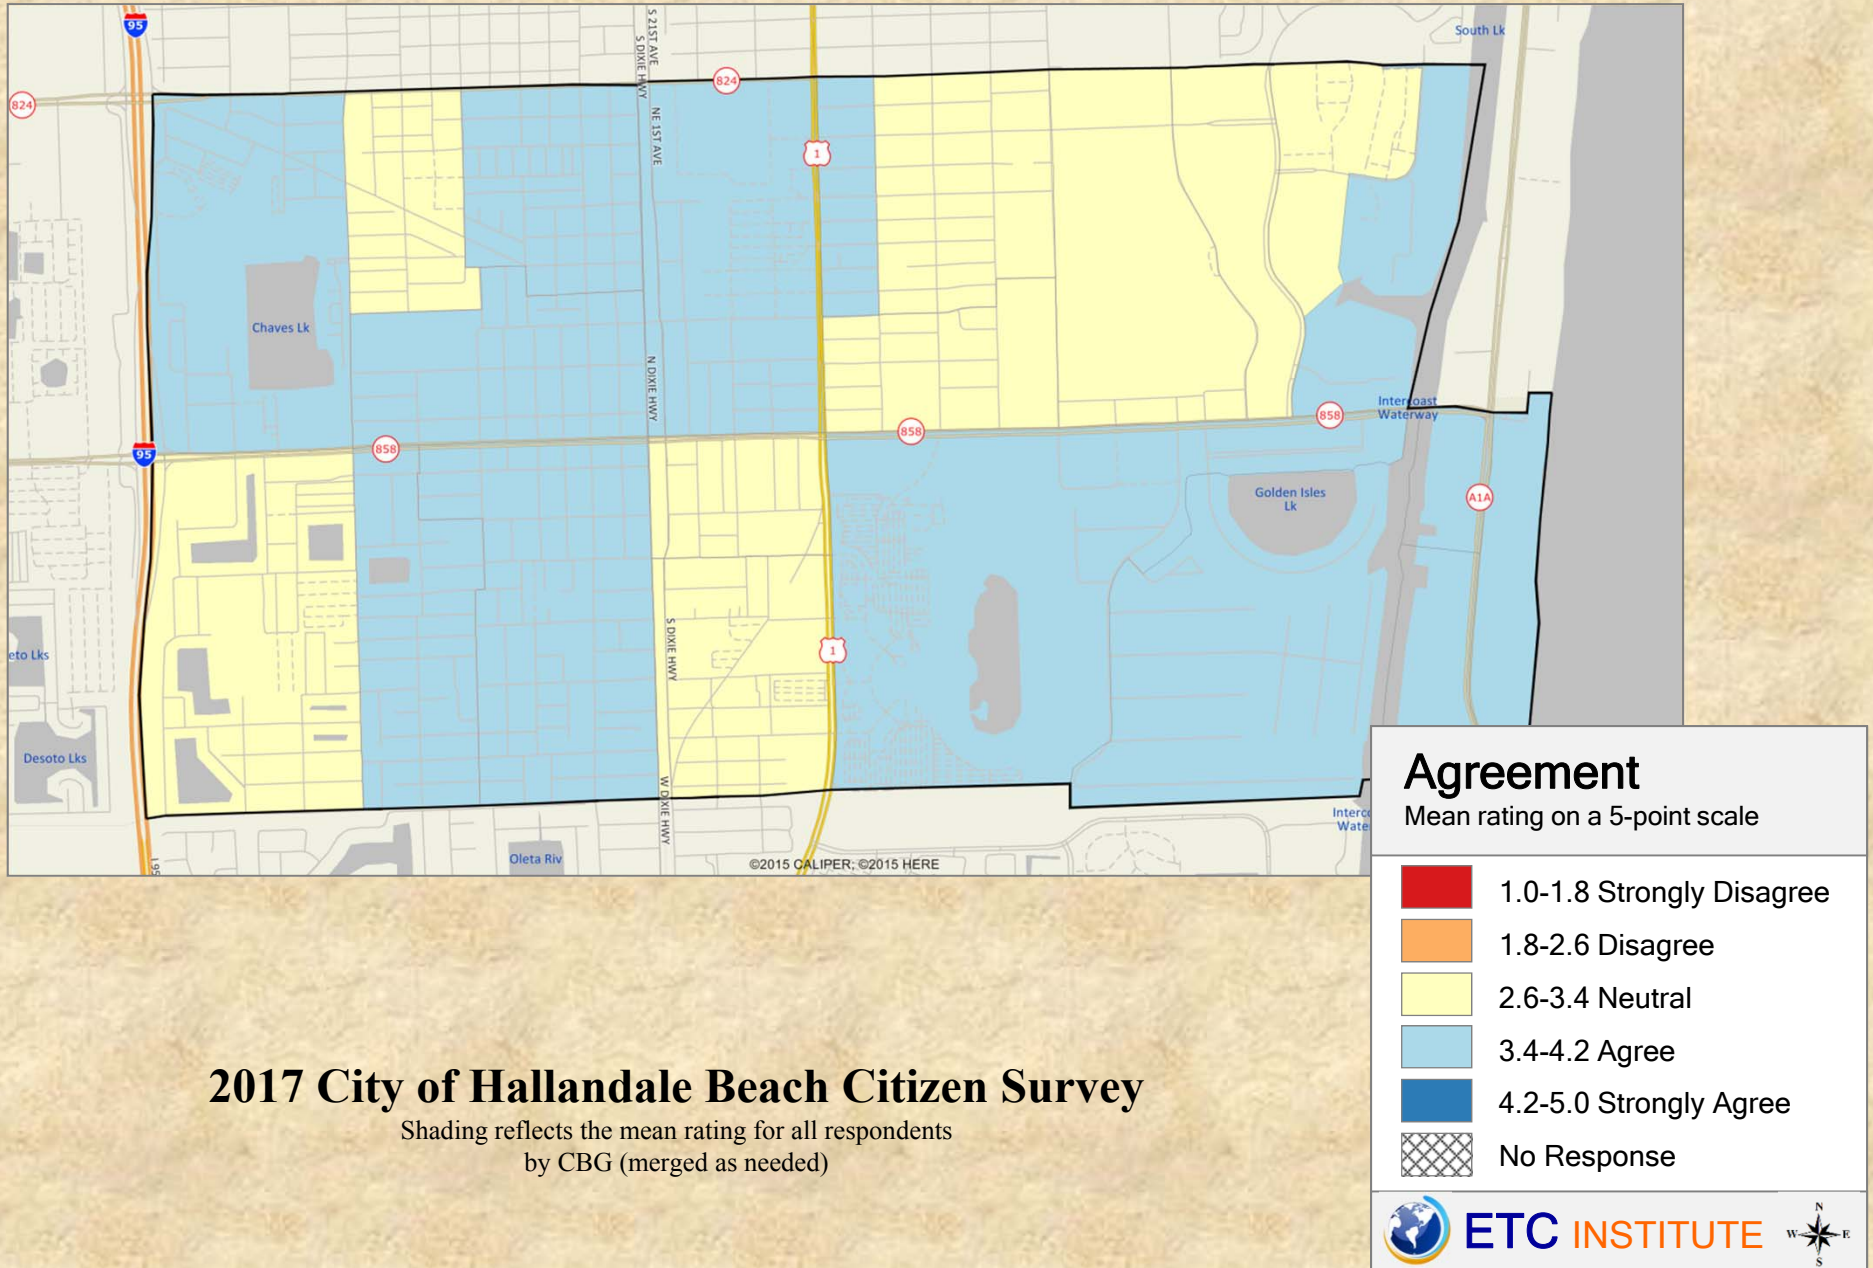 95
824
S 21ST AVE
S DIXIE HWY
824
South Lk
NE 1ST AVE
1
Chaves Lk
N DIXIE HWY
Intercoast
Waterway
858
858
858
95
Golden Isles
Lk
A1A
S DIXIE HWY
1
eto Lks
Desoto Lks
W DIXIE HWY
Interco
Wate
Oleta Riv
I 95
©2015 CALIPER; ©2015 HERE
Agreement
Mean rating on a 5-point scale
1.0-1.8 Strongly Disagree
1.8-2.6 Disagree
2.6-3.4 Neutral
3.4-4.2 Agree
4.2-5.0 Strongly Agree
No Response
2017 City of Hallandale Beach Citizen Survey
Shading reflects the mean rating for all respondents
by CBG (merged as needed)
ETC INSTITUTE
N
W E
S